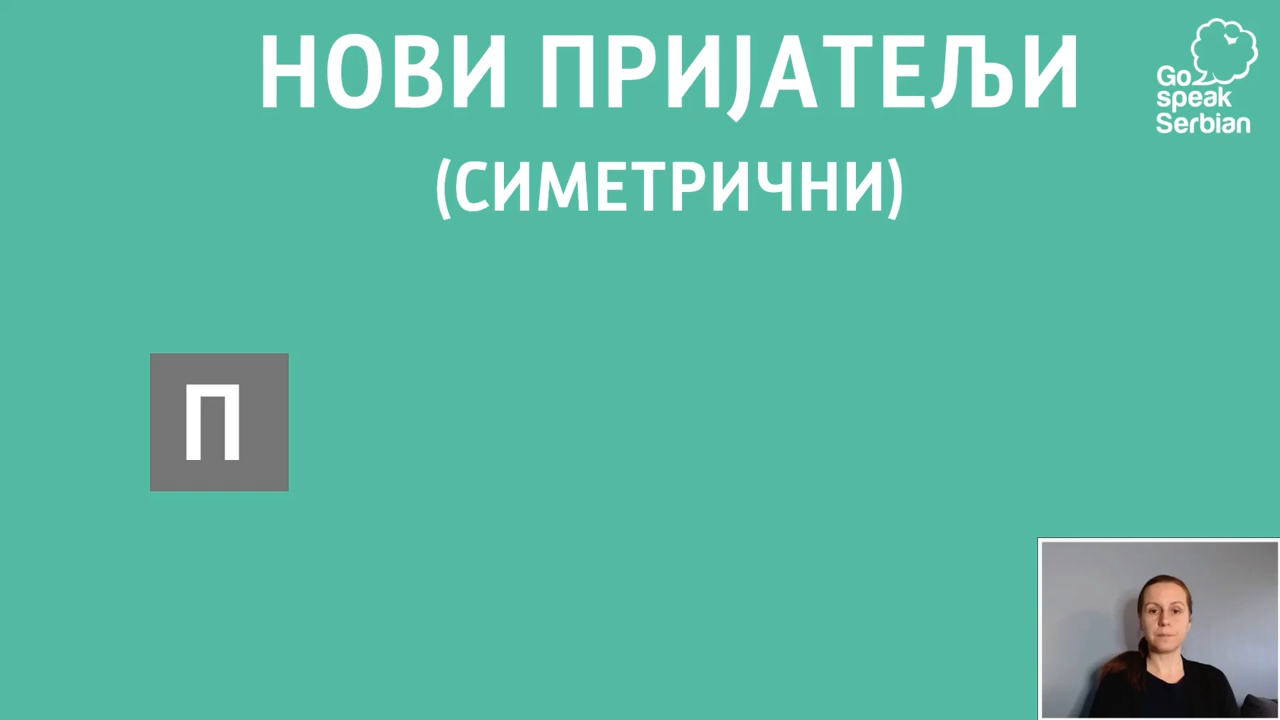 НОВИ ПРИЈАТЕЉИ
(СИМЕТРИЧНИ)
Go
speak
Serbian
П